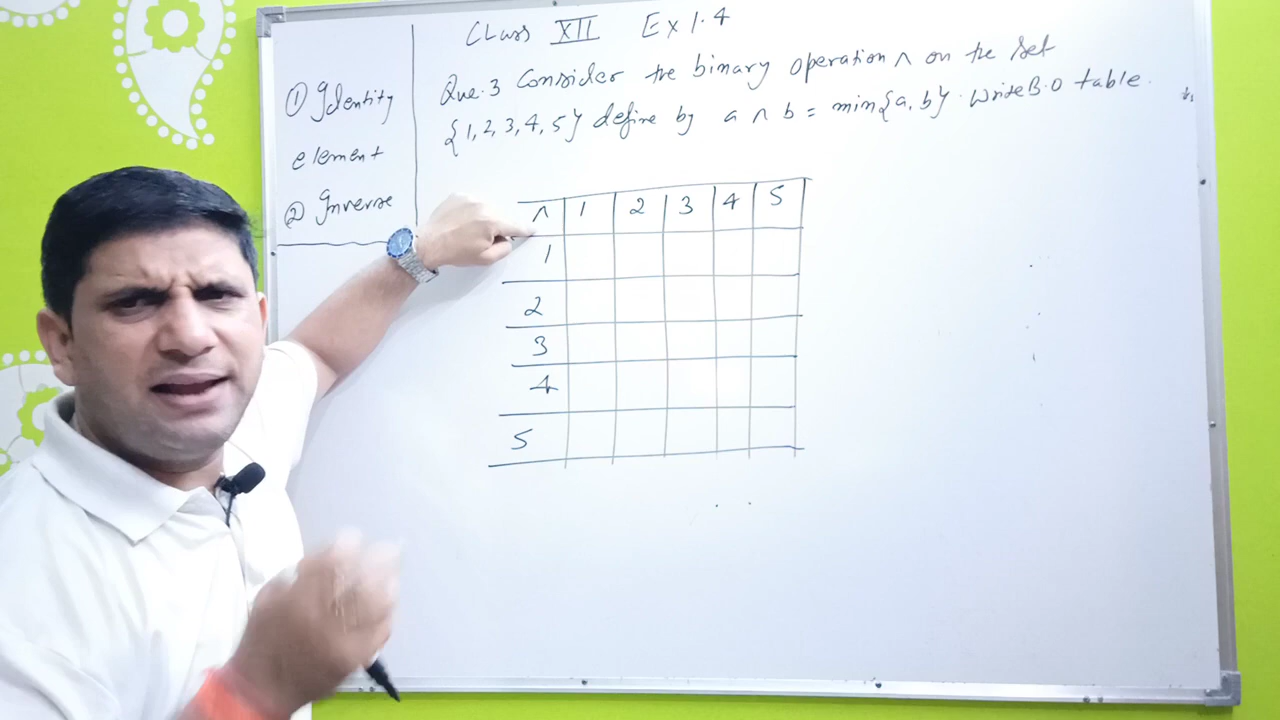 Class XII Ex 1.4
① Identity
element
② Inverse
Que.3 Consider the binary operation ∧ on the set
{1, 2, 3, 4, 5} define by a ∧ b = min{a, b}. Write B.O table.
∧ 1 2 3 4 5
1
2
3
4
5